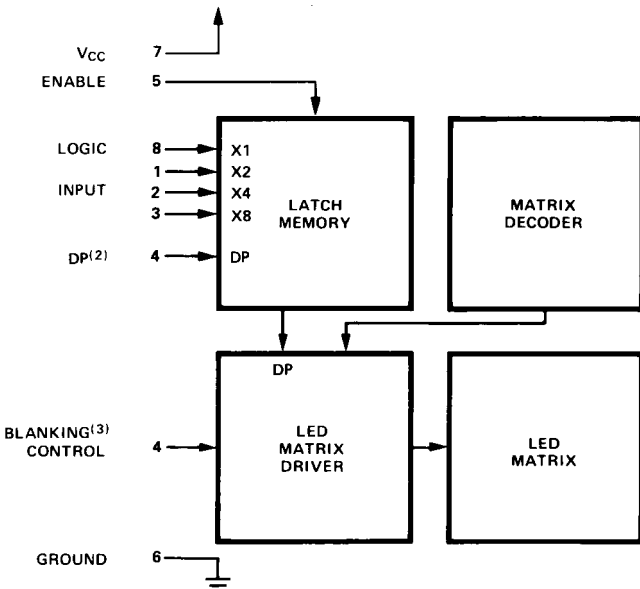 VCC 7
ENABLE 5
LOGIC 8 X1
1 X2
INPUT 2 X4
3 X8
LATCH
MEMORY
MATRIX
DECODER
DP(2) 4 DP
DP
BLANKING(3)
CONTROL 4
LED
MATRIX
DRIVER
LED
MATRIX
GROUND 6